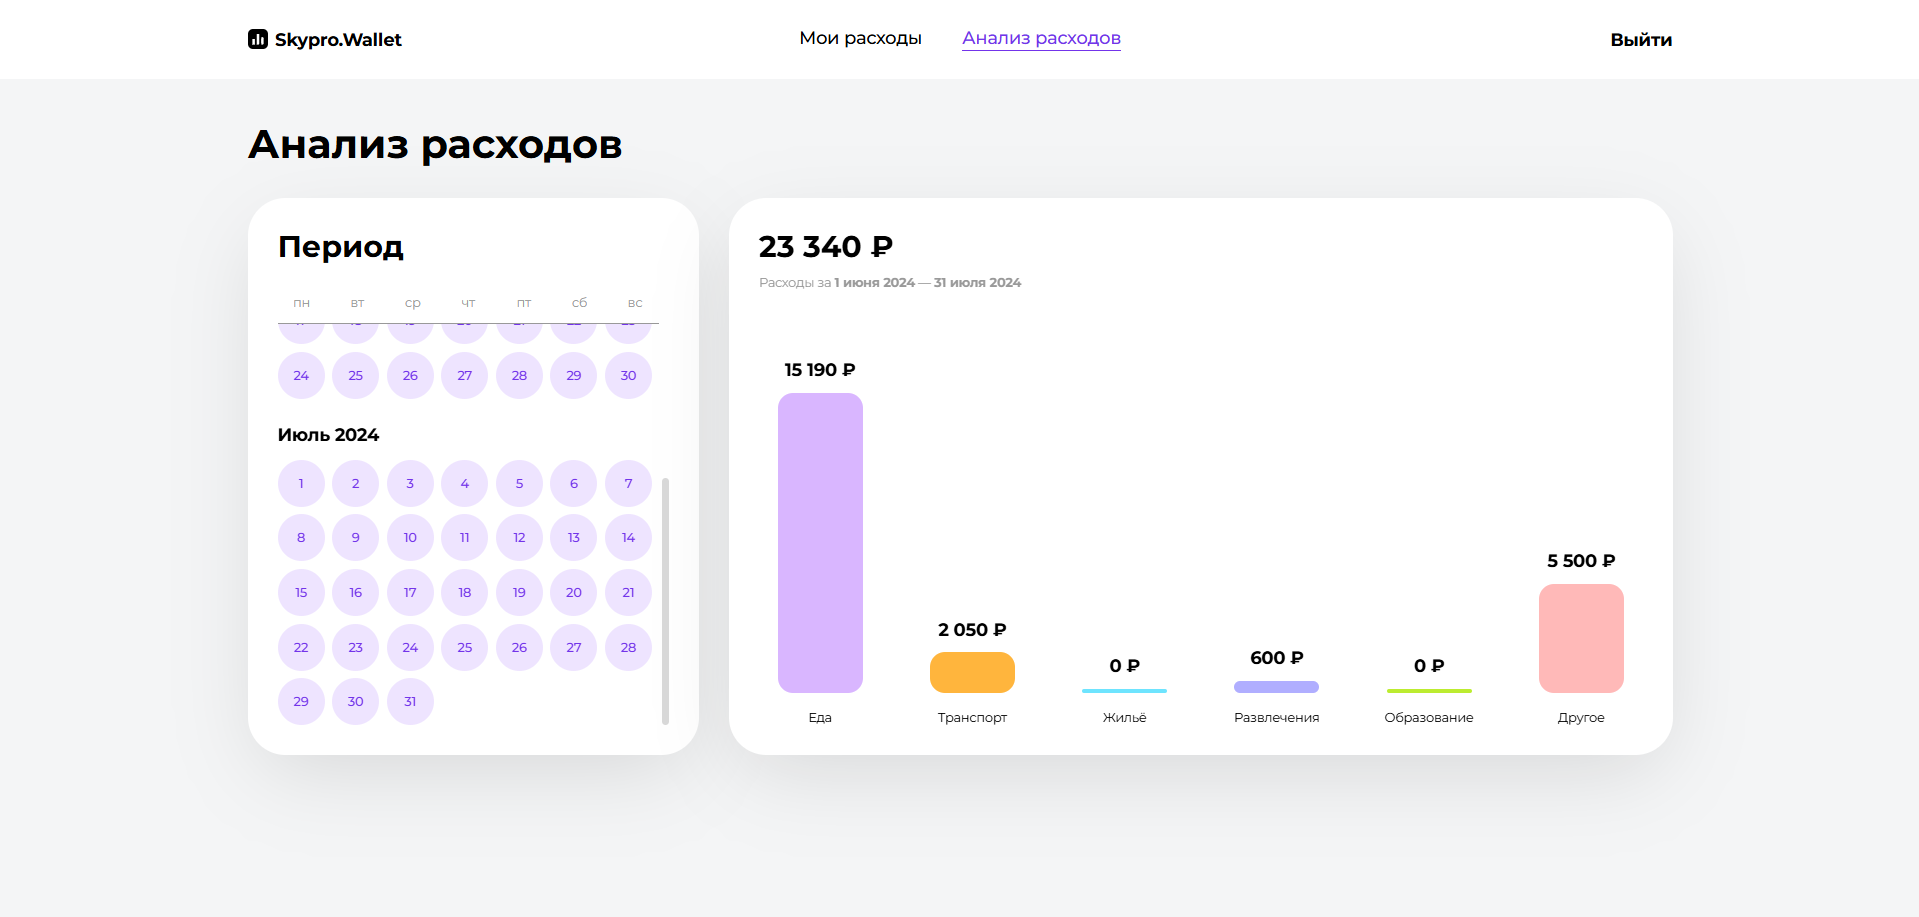 Skypro.Wallet
Мои расходы
Анализ расходов
Выйти
Анализ расходов
Период
пн вт ср чт пт сб вс
24 25 26 27 28 29 30
Июль 2024
1 2 3 4 5 6 7
8 9 10 11 12 13 14
15 16 17 18 19 20 21
22 23 24 25 26 27 28
29 30 31
23 340 ₽
Расходы за 1 июня 2024 — 31 июля 2024
15 190 ₽
2 050 ₽
0 ₽
600 ₽
0 ₽
5 500 ₽
Еда
Транспорт
Жильё
Развлечения
Образование
Другое